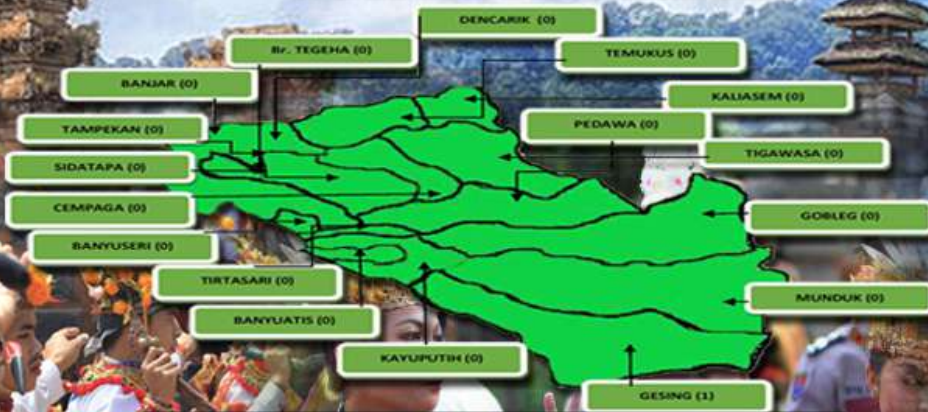 DENCARIK (0)
Br. TEGEHA (0)
TEMUKUS (0)
BANJAR (0)
KALIASEM (0)
TAMPEKAN (0)
PEDAWA (0)
TIGAWASA (0)
SIDATAPA (0)
CEMPAGA (0)
GOBLEG (0)
BANYUSERI (0)
TIRTASARI (0)
MUNDUK (0)
BANYUATIS (0)
KAYUPUTIH (0)
GESING (1)